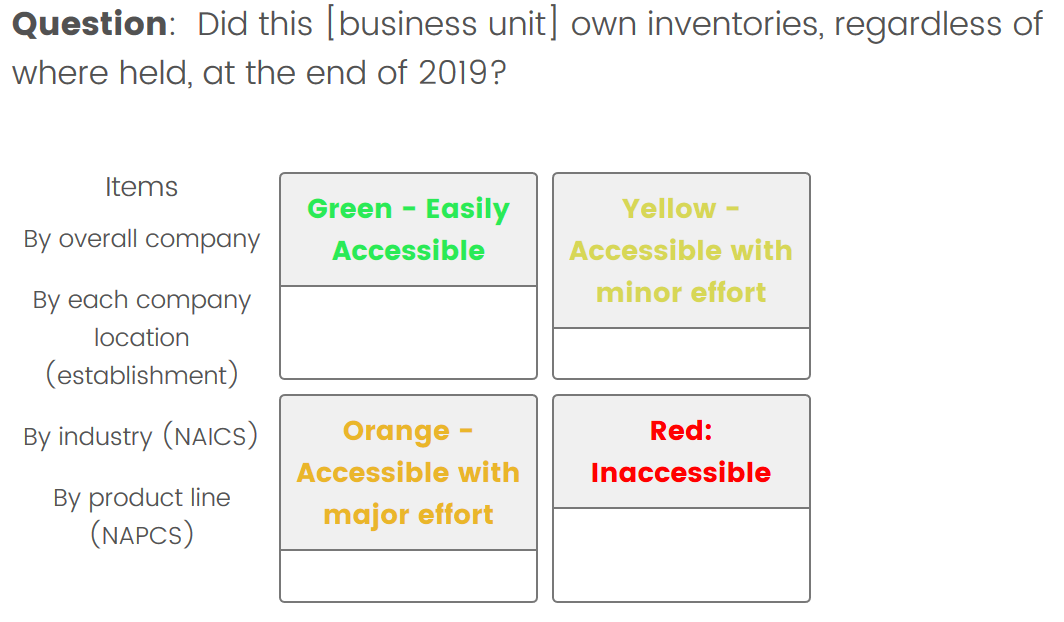 Question: Did this [business unit] own inventories, regardless of
where held, at the end of 2019?
Items
By overall company
By each company
location
(establishment)
By industry (NAICS)
By product line
(NAPCS)
Green - Easily
Accessible
Yellow -
Accessible with
minor effort
Orange -
Accessible with
major effort
Red:
Inaccessible